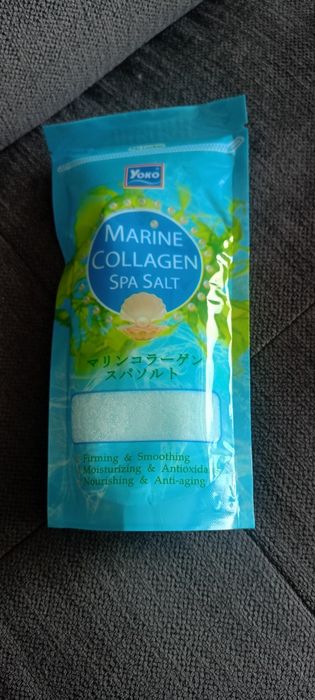 YOKO
MARINE
COLLAGEN
SPA SALT
マリンコラーゲン
スパソルト
Firming & Smoothing
Moisturizing & Antioxida
Nourishing & Anti-aging